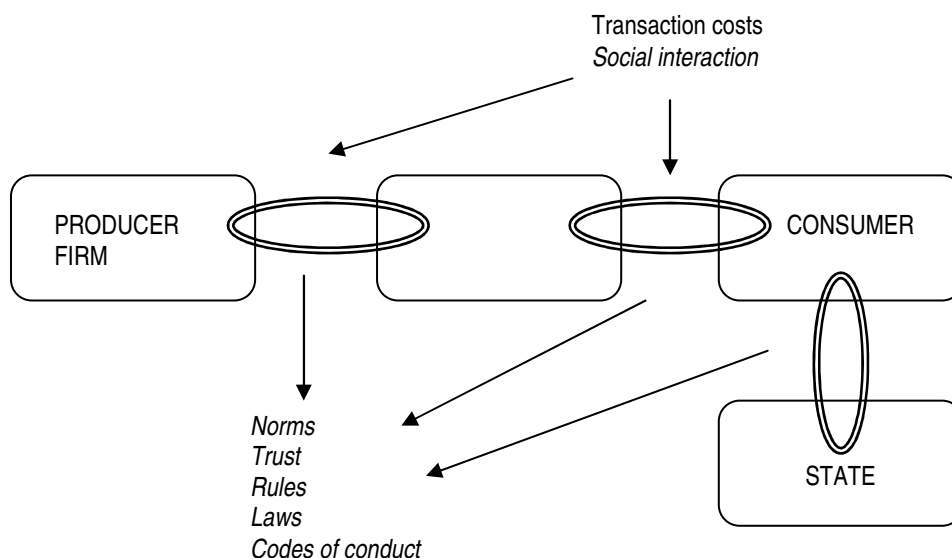 Transaction costs
Social interaction
PRODUCER
FIRM
CONSUMER
Norms
Trust
Rules
Laws
Codes of conduct
STATE